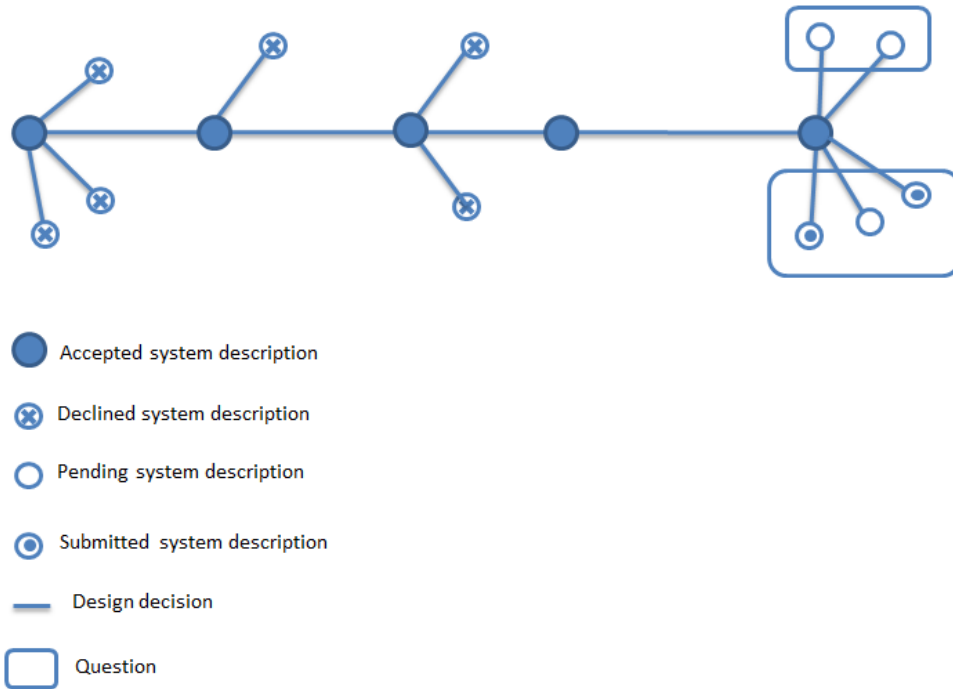 Accepted system description
Declined system description
Pending system description
Submitted system description
Design decision
Question